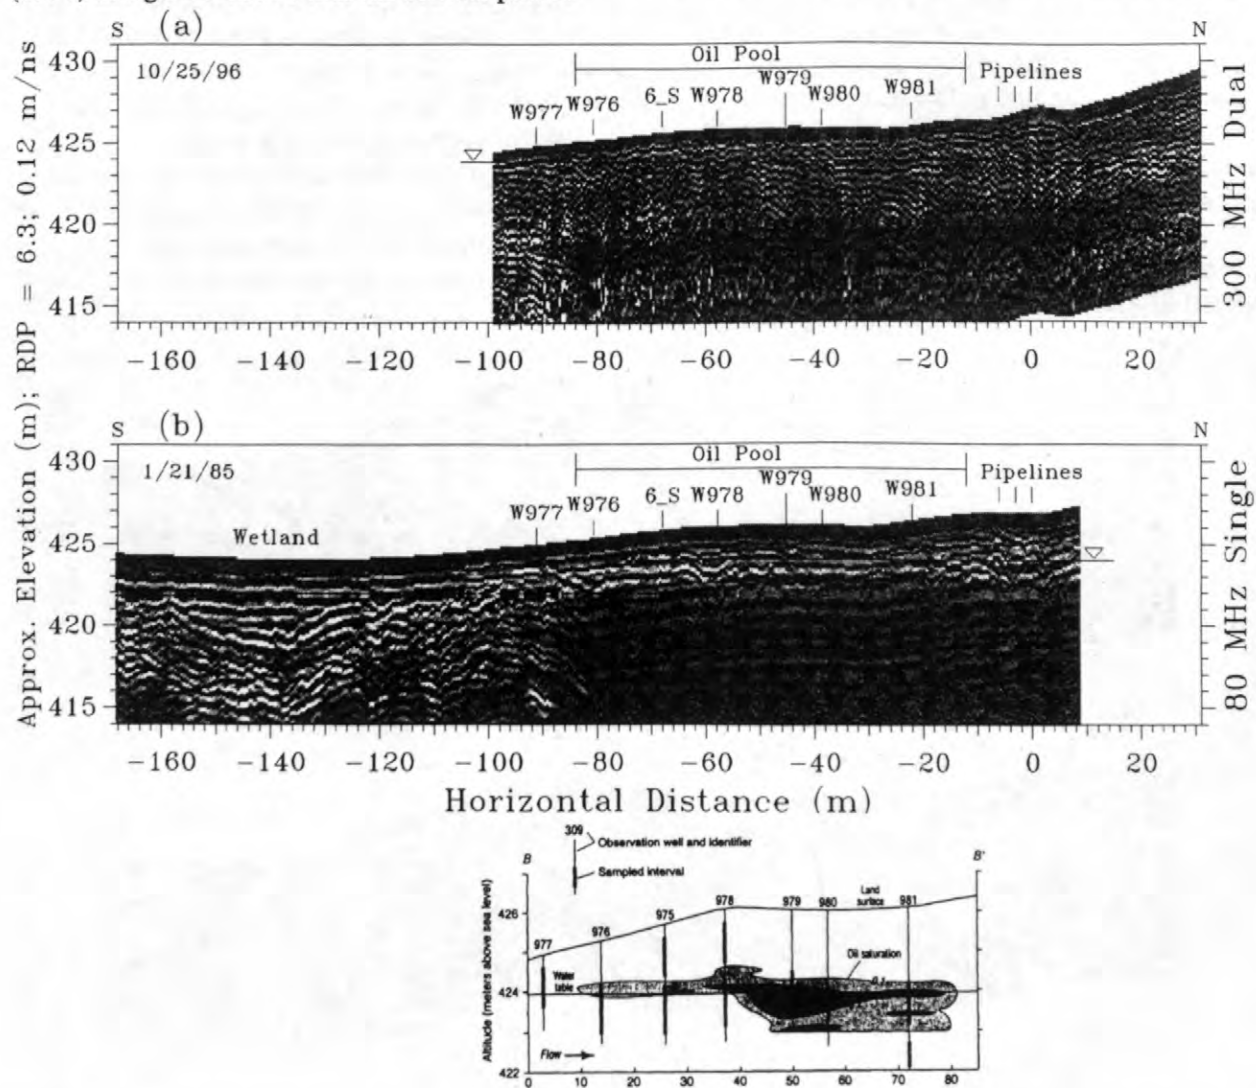 S (a) N
430 10/25/96 Oil Pool Pipelines
W977 W976 6_S W978 W979 W980 W981
425
420
415
-160 -140 -120 -100 -80 -60 -40 -20 0 20
300 MHz Dual
S (b) N
430 1/21/85 Oil Pool Pipelines
W977 W976 6_S W978 W979 W980 W981
Wetland
425
420
415
-160 -140 -120 -100 -80 -60 -40 -20 0 20
80 MHz Single
Approx. Elevation (m); RDP = 6.3; 0.12 m/ns
Horizontal Distance (m)
309 Observation well and identifier
Sampled interval
B B'
Altitude (meters above sea level)
426
424
422
977 976 975 978 979 980 981
Land surface
Water table
Oil saturation
0.1
Flow
0 10 20 30 40 50 60 70 80